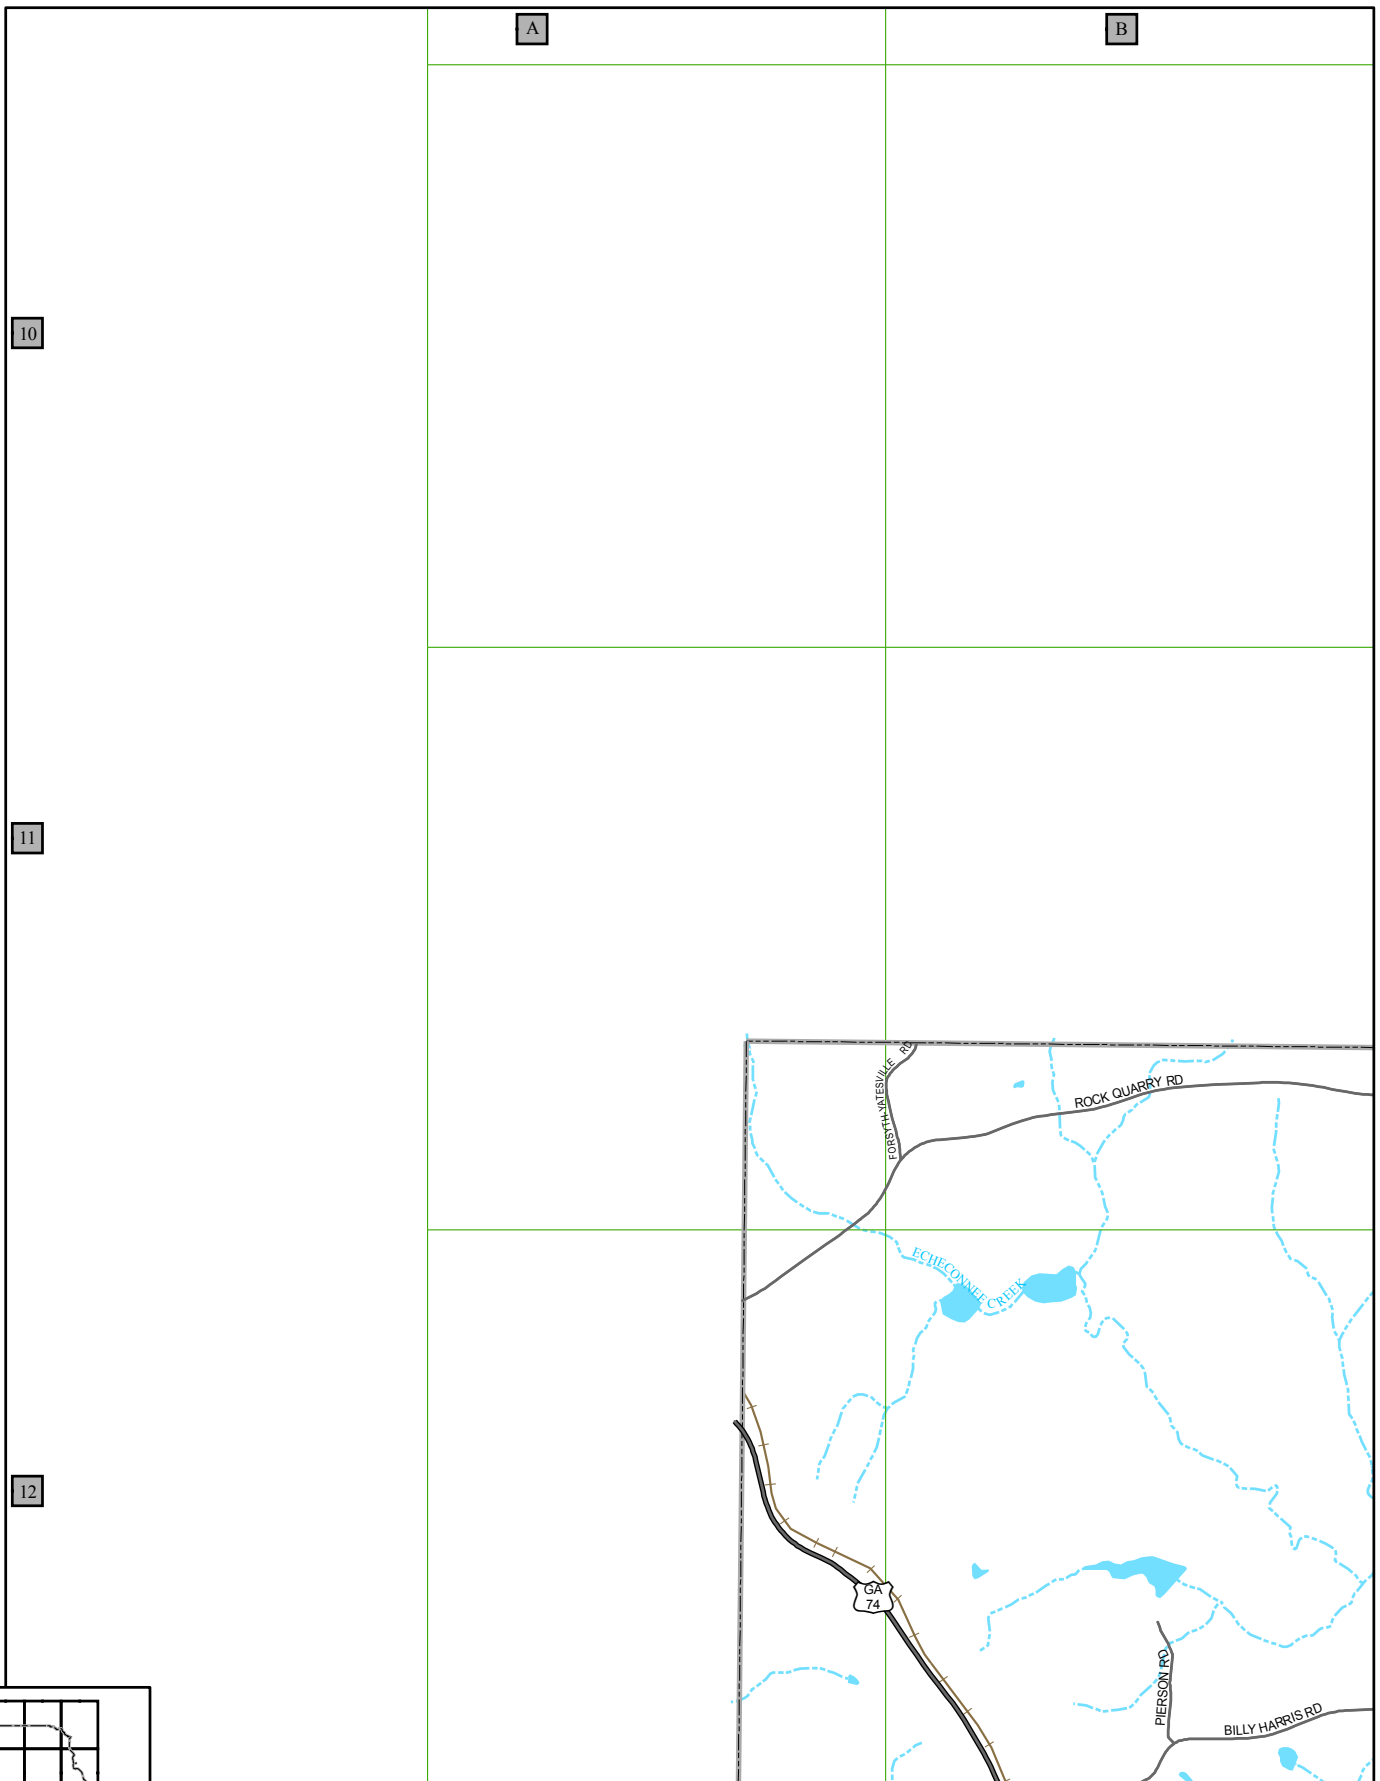 A
B
10
11
FORSYTH-YATESVILLE RD
ROCK QUARRY RD
ECHECONNEE CREEK
12
GA
74
PIERSON RD
BILLY HARRIS RD